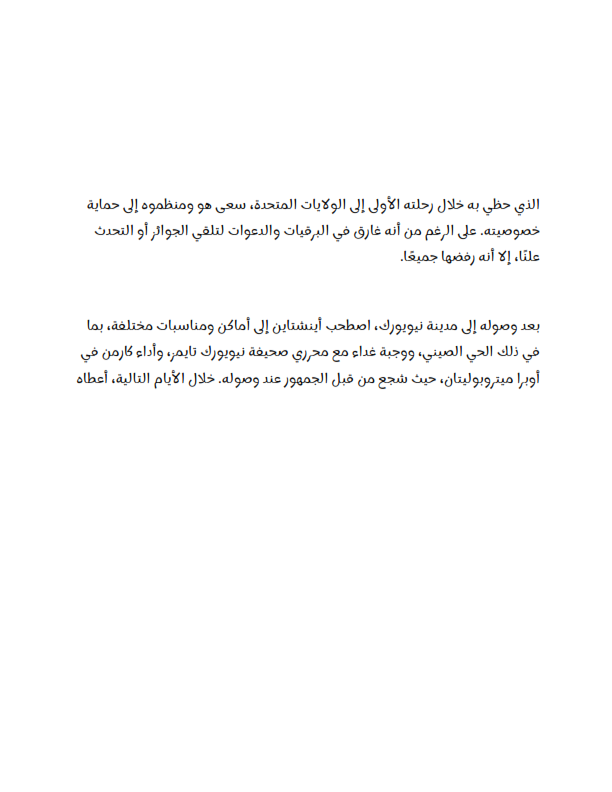 الذي حظي به خلال رحلته الأولى إلى الولايات المتحدة، سعى هو ومنظموه إلى حماية
خصوصيته. على الرغم من أنه غارق في البرقيات والدعوات لتلقي الجوائز أو التحدث
علنًا، إلا أنه رفضها جميعًا.
بعد وصوله إلى مدينة نيويورك، اصطحب أينشتاين إلى أماكن ومناسبات مختلفة، بما
في ذلك الحي الصيني، ووجبة غداء مع محرري صحيفة نيويورك تايمز، وأداء كارمن في
أوبرا ميتروبوليتان، حيث شجع من قبل الجمهور عند وصوله. خلال الأيام التالية، أعطاه